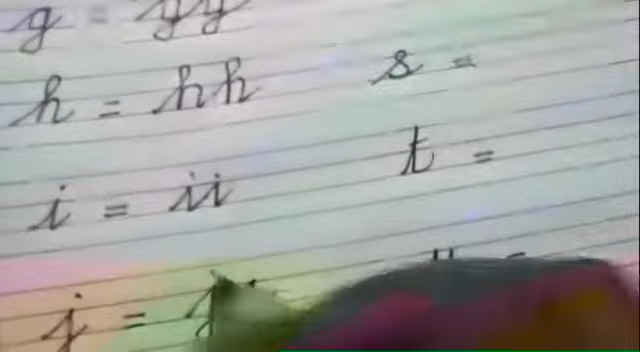 g = gg
h = hh
s =
i = ii
t =
j =